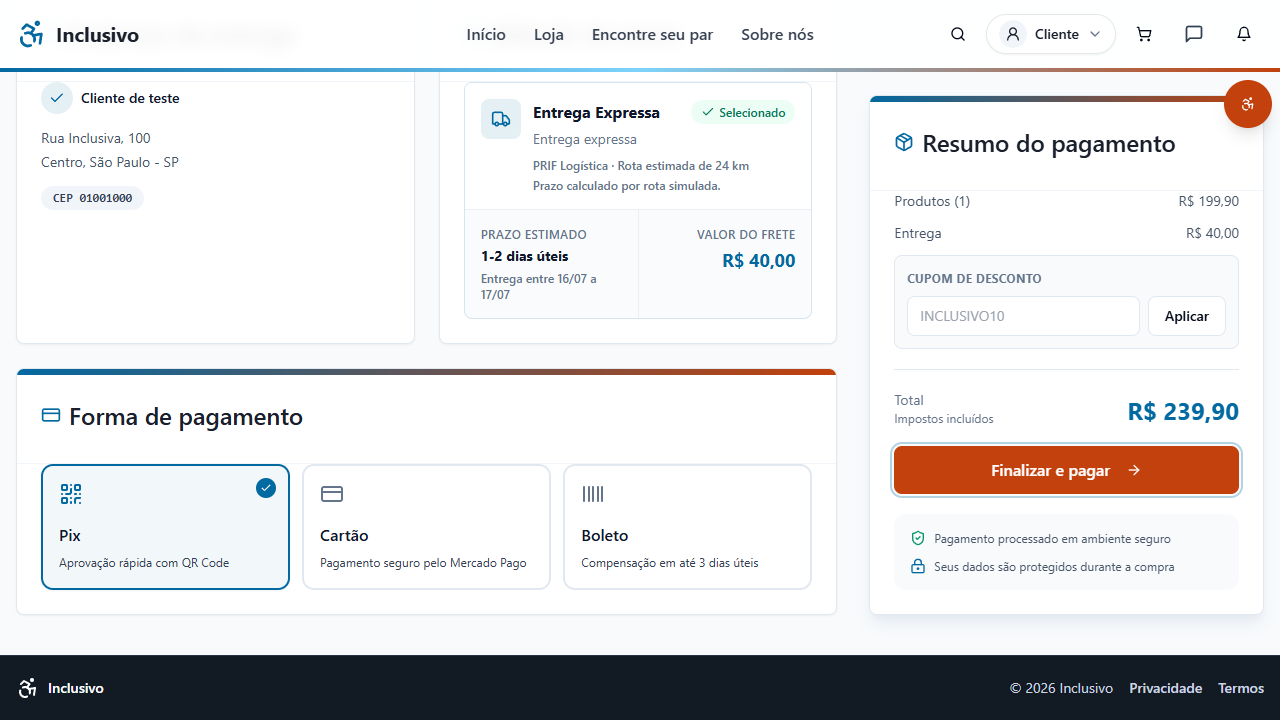 Inclusivo
Início
Loja
Encontre seu par
Sobre nós
Cliente
Cliente de teste
Rua Inclusiva, 100
Centro, São Paulo - SP
CEP 01001000
Entrega Expressa
Selecionado
Entrega expressa
PRIF Logística · Rota estimada de 24 km
Prazo calculado por rota simulada.
PRAZO ESTIMADO
1-2 dias úteis
Entrega entre 16/07 a
17/07
VALOR DO FRETE
R$ 40,00
Forma de pagamento
Pix
Aprovação rápida com QR Code
Cartão
Pagamento seguro pelo Mercado Pago
Boleto
Compensação em até 3 dias úteis
Resumo do pagamento
Produtos (1)
R$ 199,90
Entrega
R$ 40,00
CUPOM DE DESCONTO
INCLUSIVO10
Aplicar
Total
Impostos incluídos
R$ 239,90
Finalizar e pagar
Pagamento processado em ambiente seguro
Seus dados são protegidos durante a compra
Inclusivo
© 2026 Inclusivo
Privacidade
Termos